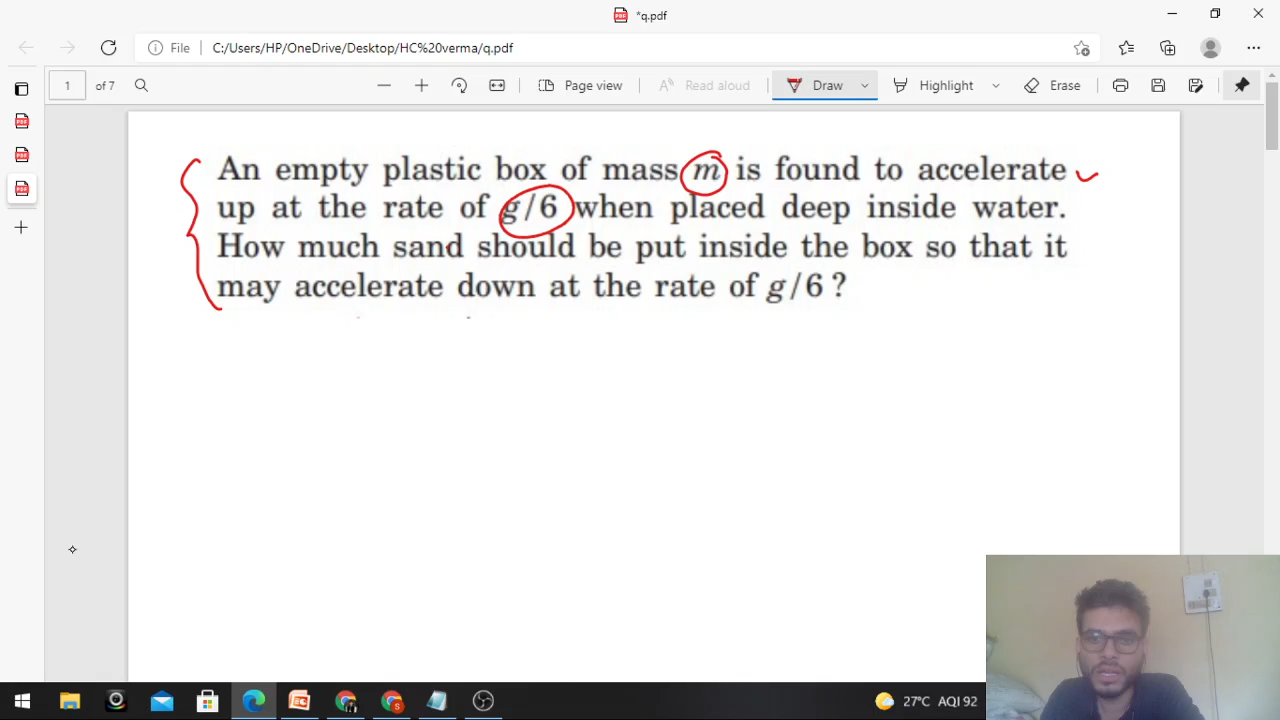 *q.pdf
File C:/Users/HP/OneDrive/Desktop/HC%20verma/q.pdf
1 of 7 Page view Read aloud Draw Highlight Erase
An empty plastic box of mass m is found to accelerate
up at the rate of g/6 when placed deep inside water.
How much sand should be put inside the box so that it
may accelerate down at the rate of g/6 ?
27°C AQI 92